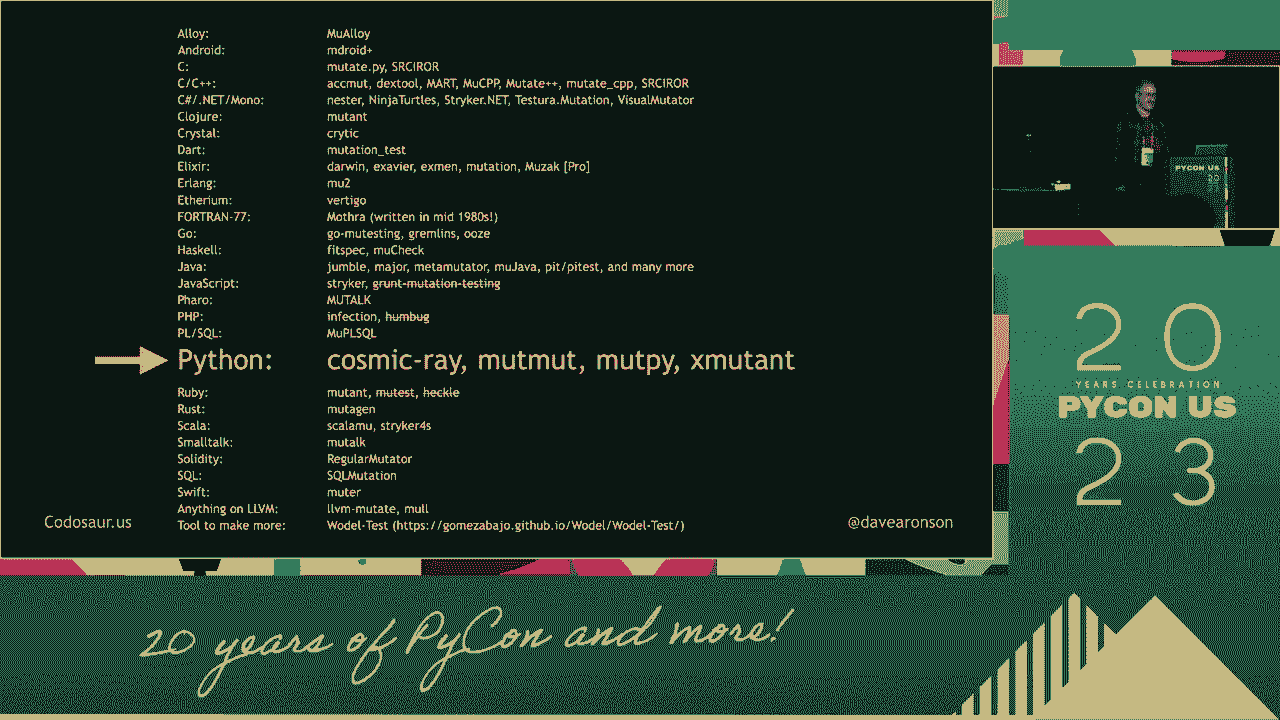 Alloy: MuAlloy
Android: mdroid+
C: mutate.py, SRCIROR
C/C++: accmut, dextool, MART, MuCPP, Mutate++, mutate_cpp, SRCIROR
C#/.NET/Mono: nester, NinjaTurtles, Stryker.NET, Testura.Mutation, VisualMutator
Clojure: mutant
Crystal: crytic
Dart: mutation_test
Elixir: darwin, exavier, exmen, mutation, Muzak [Pro]
Erlang: mu2
Etherium: vertigo
FORTRAN-77: Mothra (written in mid 1980s!)
Go: go-mutesting, gremlins, ooze
Haskell: fitspec, muCheck
Java: jumble, major, metamutator, muJava, pit/pitest, and many more
JavaScript: stryker, grunt-mutation-testing
Pharo: MUTALK
PHP: infection, humbug
PL/SQL: MuPLSQL
Python: cosmic-ray, mutmut, mutpy, xmutant
Ruby: mutant, mutest, heckle
Rust: mutagen
Scala: scalamu, stryker4s
Smalltalk: mutalk
Solidity: RegularMutator
SQL: SQLMutation
Swift: muter
Anything on LLVM: llvm-mutate, mull
Tool to make more: Wodel-Test (https://gomezabajo.github.io/Wodel/Wodel-Test/)
Codosaur.us
@davearonson
PYCON US
20
20
YEARS CELEBRATION
PYCON US
23
20 years of PyCon and more!